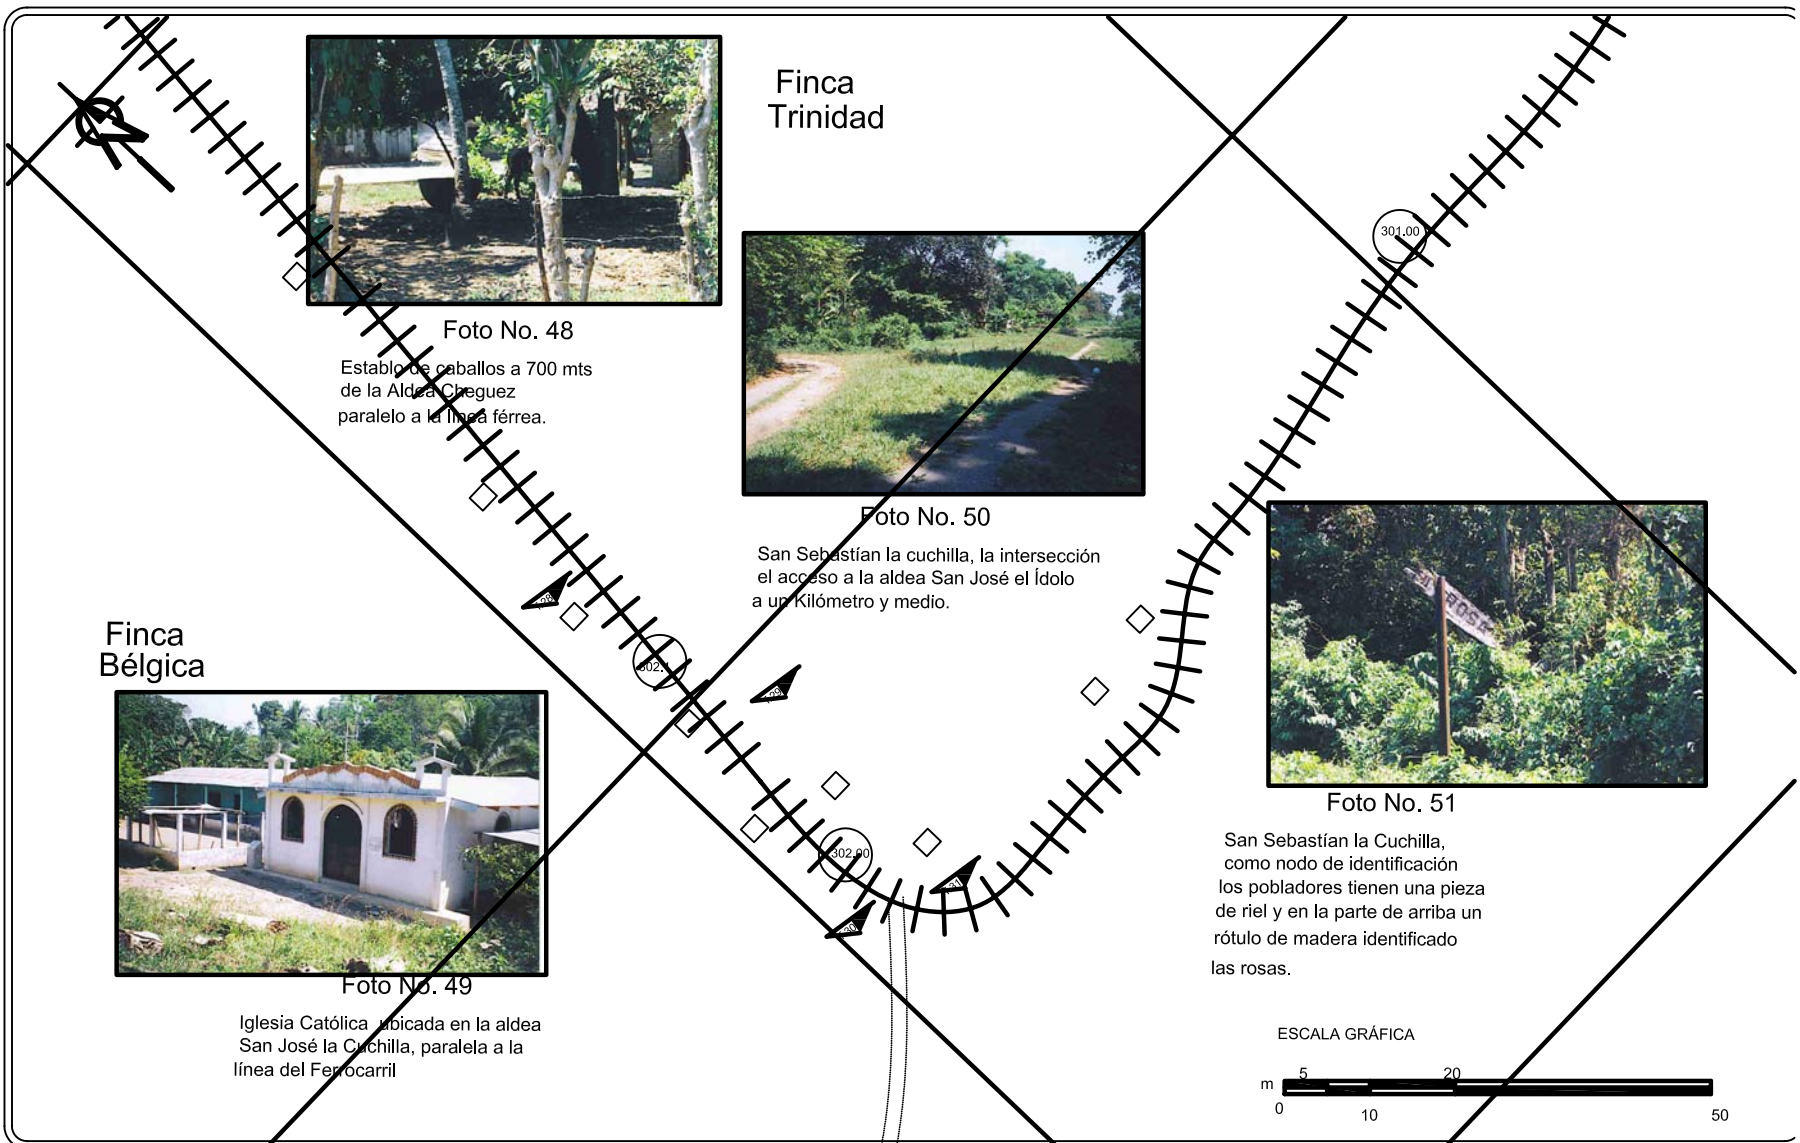 Finca
Trinidad
N
301.00
Foto No. 48
Establo de caballos a 700 mts
de la Aldea Cheguez
paralelo a la línea férrea.
Foto No. 50
San Sebastían la cuchilla, la intersección
el acceso a la aldea San José el Ídolo
a un Kilómetro y medio.
Finca
Bélgica
302.1
302.00
Foto No. 51
San Sebastían la Cuchilla,
como nodo de identificación
los pobladores tienen una pieza
de riel y en la parte de arriba un
rótulo de madera identificado
las rosas.
Foto No. 49
Iglesia Católica ubicada en la aldea
San José la Cuchilla, paralela a la
línea del Ferrocarril
ESCALA GRÁFICA
m 5 20
0 10 50